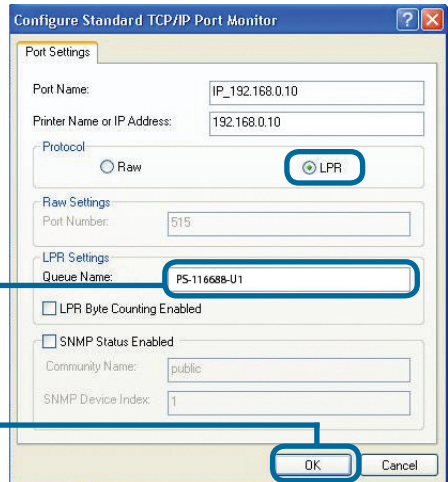 Configure Standard TCP/IP Port Monitor
Port Settings
Port Name: IP_192.168.0.10
Printer Name or IP Address: 192.168.0.10
Protocol
Raw LPR
Raw Settings
Port Number: 515
LPR Settings
Queue Name: PS-116688-U1
LPR Byte Counting Enabled
SNMP Status Enabled
Community Name: public
SNMP Device Index: 1
OK Cancel